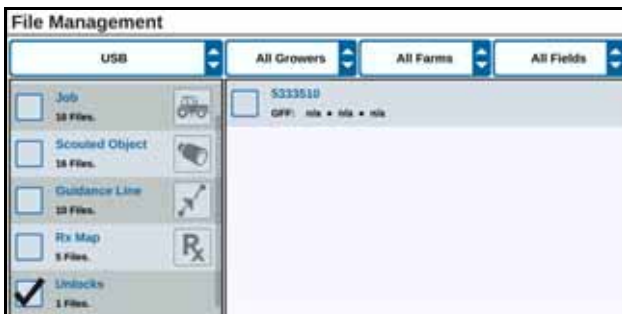 File Management
USB
All Growers
All Farms
All Fields
Job
10 Files.
Scouted Object
16 Files.
Guidance Line
10 Files.
Rx Map
5 Files.
Rx
Unlocks
1 Files.
5333510
GFF: n/a • n/a • n/a